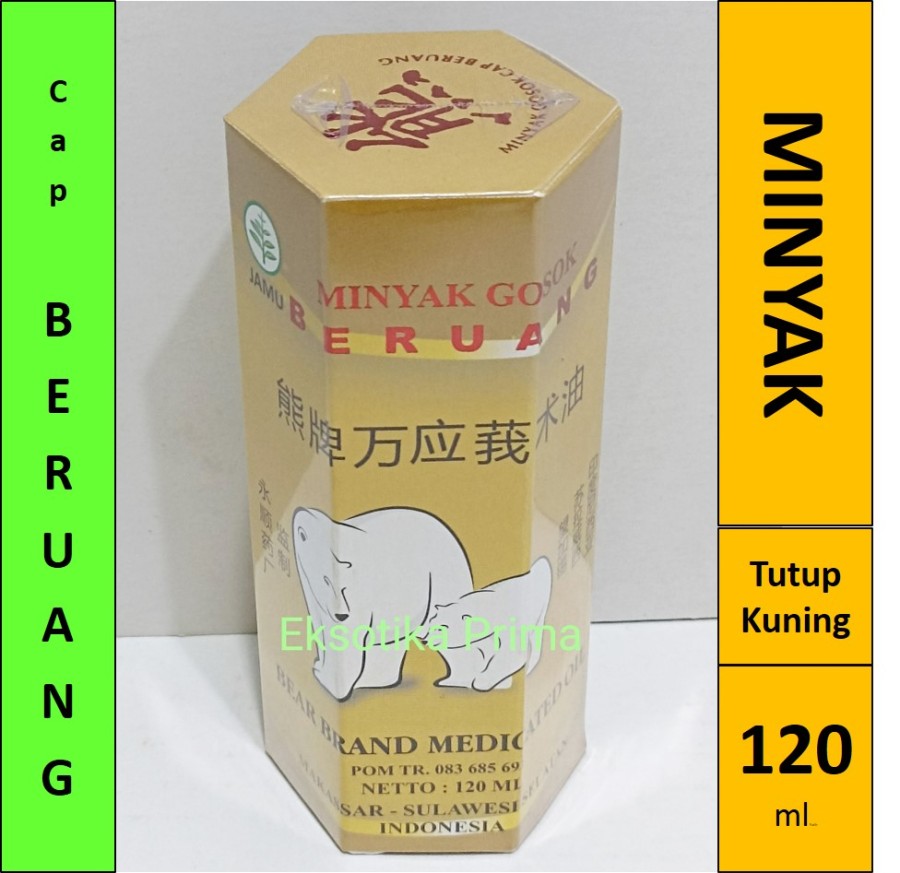 Cap BERUANG
MINYAK
Tutup
Kuning
120
ml
MINYAK GOSOK CAP BERUANG
JAMU
MINYAK GOSOK
BERUANG
熊牌万应莪术油
Eksotika Prima
BEAR BRAND MEDICATED OIL
POM TR. 083 685 69
NETTO : 120 ML
MAKASSAR - SULAWESI SELATAN
INDONESIA